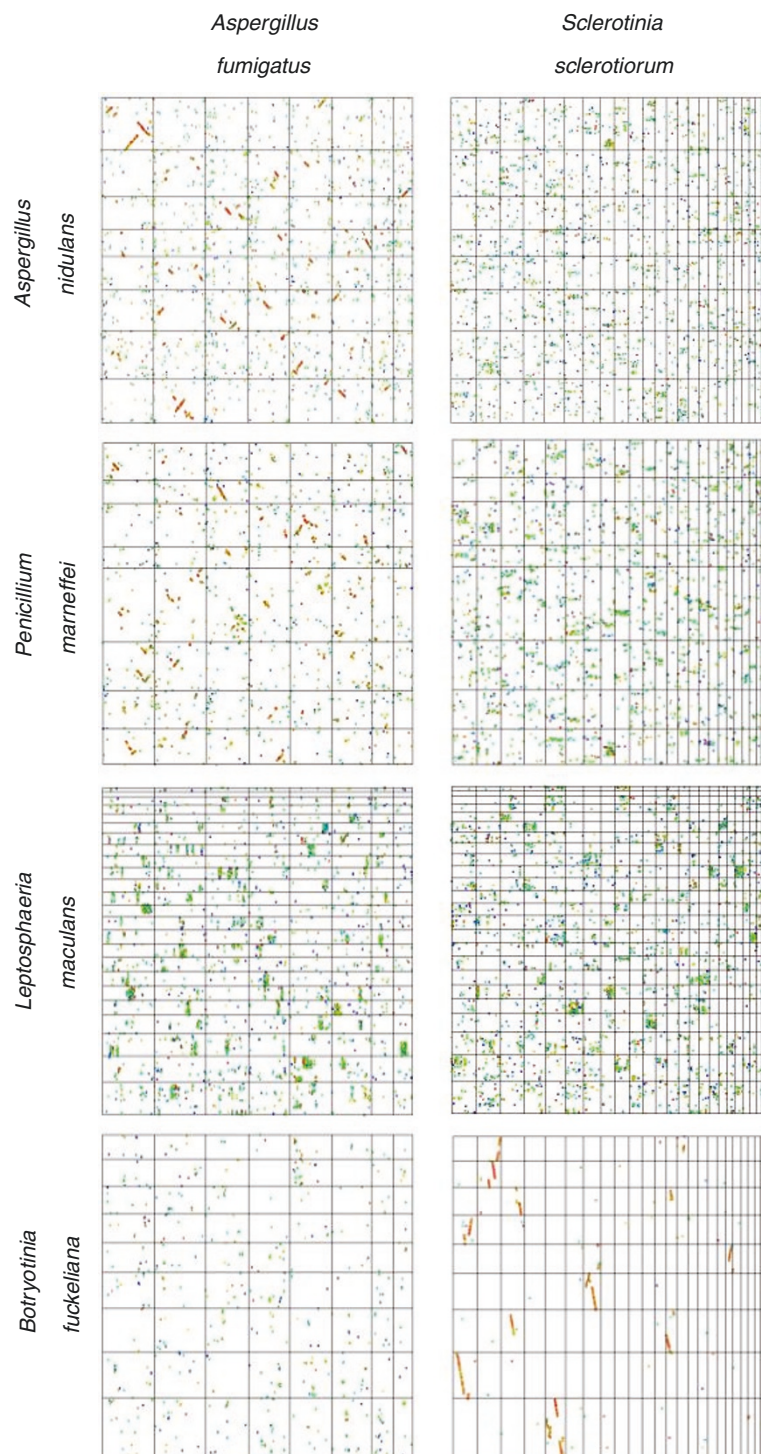 Aspergillus
fumigatus
Sclerotinia
sclerotiorum
Aspergillus
nidulans
Penicillium
marneffei
Leptosphaeria
maculans
Botryotinia
fuckeliana